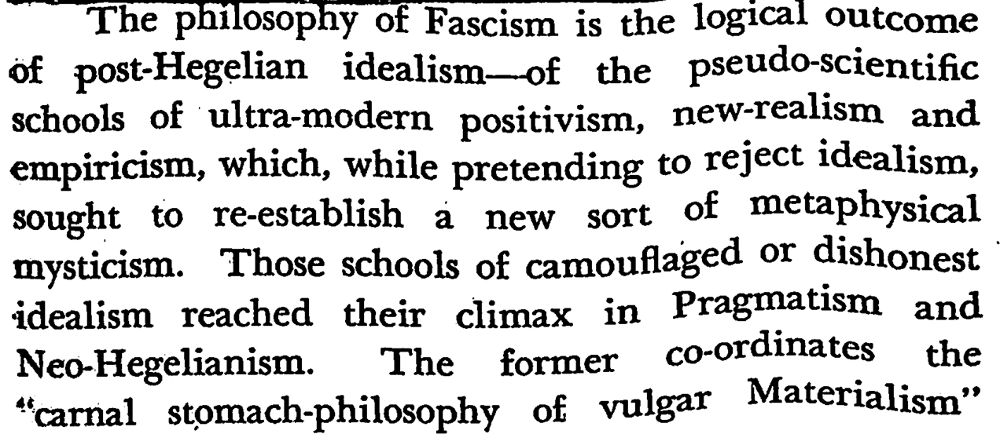 The philosophy of Fascism is the logical outcome
of post-Hegelian idealism—of the pseudo-scientific
schools of ultra-modern positivism, new-realism and
empiricism, which, while pretending to reject idealism,
sought to re-establish a new sort of metaphysical
mysticism. Those schools of camouflaged or dishonest
idealism reached their climax in Pragmatism and
Neo-Hegelianism. The former co-ordinates the
"carnal stomach-philosophy of vulgar Materialism"